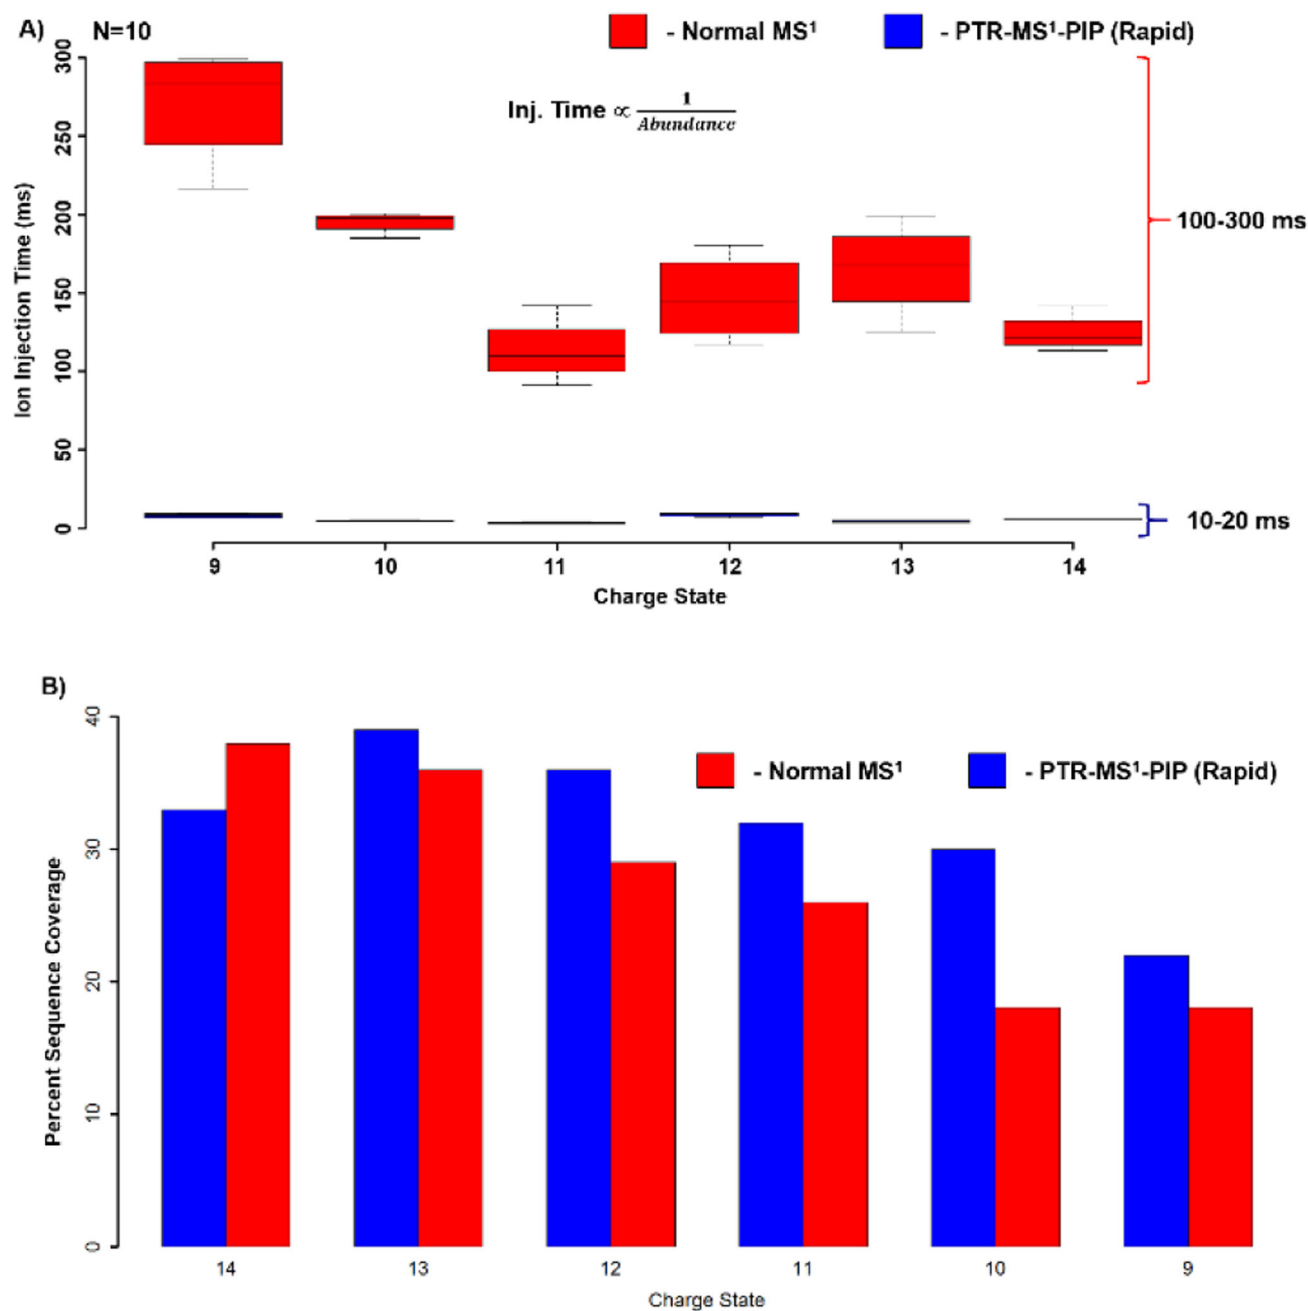 A)
N=10
- Normal MS¹
- PTR-MS¹-PIP (Rapid)
Inj. Time ∝ 1/Abundance
Ion Injection Time (ms)
300
250
200
150
100
50
0
100-300 ms
10-20 ms
9 10 11 12 13 14
Charge State
B)
- Normal MS¹
- PTR-MS¹-PIP (Rapid)
Percent Sequence Coverage
40
30
20
10
0
14 13 12 11 10 9
Charge State